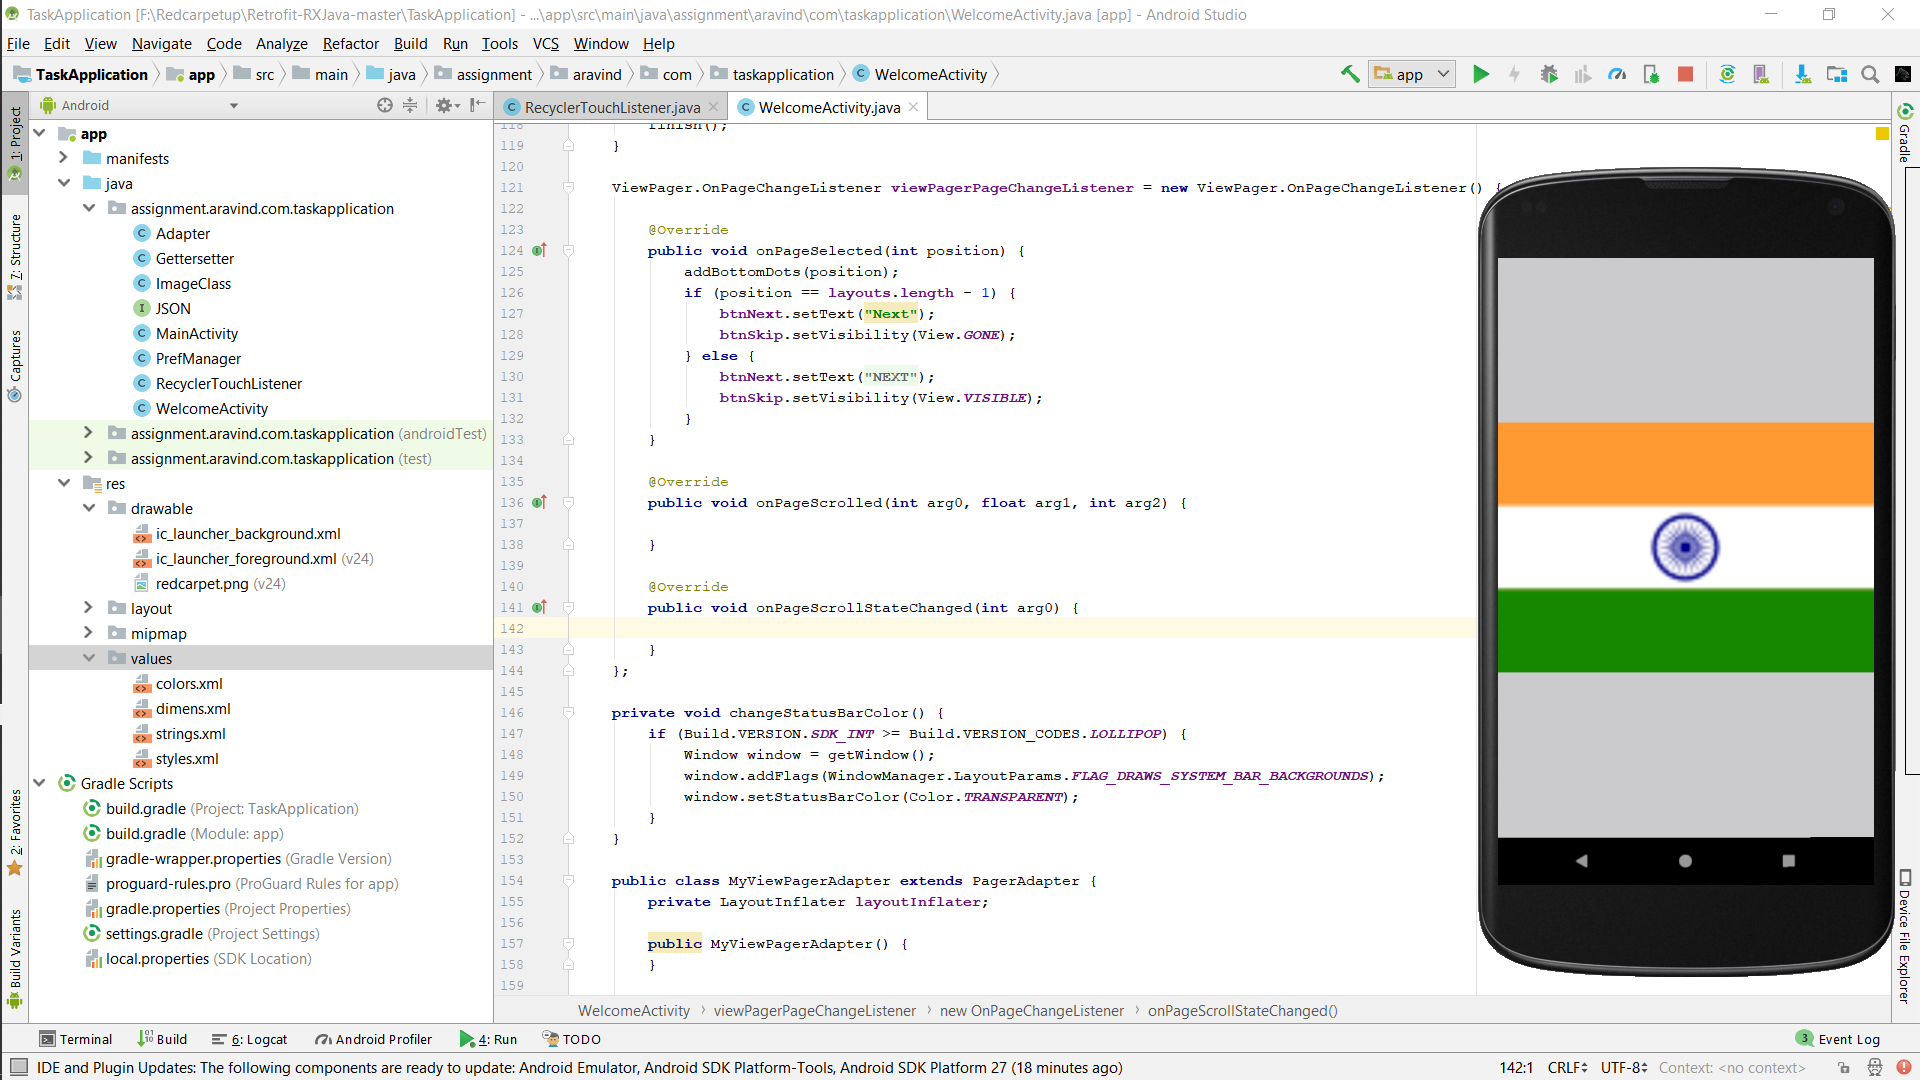 TaskApplication [F:\Redcarpetup\Retrofit-RXJava-master\TaskApplication] - ...\app\src\main\java\assignment\aravind\com\taskapplication\WelcomeActivity.java [app] - Android Studio
File Edit View Navigate Code Analyze Refactor Build Run Tools VCS Window Help
TaskApplication app src main java assignment aravind com taskapplication WelcomeActivity app
Android
RecyclerTouchListener.java WelcomeActivity.java
1: Project
7: Structure
Captures
2: Favorites
Build Variants
app
manifests
java
assignment.aravind.com.taskapplication
Adapter
Gettersetter
ImageClass
JSON
MainActivity
PrefManager
RecyclerTouchListener
WelcomeActivity
assignment.aravind.com.taskapplication (androidTest)
assignment.aravind.com.taskapplication (test)
res
drawable
ic_launcher_background.xml
ic_launcher_foreground.xml (v24)
redcarpet.png (v24)
layout
mipmap
values
colors.xml
dimens.xml
strings.xml
styles.xml
Gradle Scripts
build.gradle (Project: TaskApplication)
build.gradle (Module: app)
gradle-wrapper.properties (Gradle Version)
proguard-rules.pro (ProGuard Rules for app)
gradle.properties (Project Properties)
settings.gradle (Project Settings)
local.properties (SDK Location)
118 finish();
119 }
120
121 ViewPager.OnPageChangeListener viewPagerPageChangeListener = new ViewPager.OnPageChangeListener() {
122
123 @Override
124 public void onPageSelected(int position) {
125 addBottomDots(position);
126 if (position == layouts.length - 1) {
127 btnNext.setText("Next");
128 btnSkip.setVisibility(View.GONE);
129 } else {
130 btnNext.setText("NEXT");
131 btnSkip.setVisibility(View.VISIBLE);
132 }
133 }
134
135 @Override
136 public void onPageScrolled(int arg0, float arg1, int arg2) {
137
138 }
139
140 @Override
141 public void onPageScrollStateChanged(int arg0) {
142
143 }
144 };
145
146 private void changeStatusBarColor() {
147 if (Build.VERSION.SDK_INT >= Build.VERSION_CODES.LOLLIPOP) {
148 Window window = getWindow();
149 window.addFlags(WindowManager.LayoutParams.FLAG_DRAWS_SYSTEM_BAR_BACKGROUNDS);
150 window.setStatusBarColor(Color.TRANSPARENT);
151 }
152 }
153
154 public class MyViewPagerAdapter extends PagerAdapter {
155 private LayoutInflater layoutInflater;
156
157 public MyViewPagerAdapter() {
158 }
159
WelcomeActivity viewPagerPageChangeListener new OnPageChangeListener onPageScrollStateChanged()
Gradle
Device File Explorer
Terminal Build 6: Logcat Android Profiler 4: Run TODO 3 Event Log
IDE and Plugin Updates: The following components are ready to update: Android Emulator, Android SDK Platform-Tools, Android SDK Platform 27 (18 minutes ago) 142:1 CRLF UTF-8 Context: <no context>